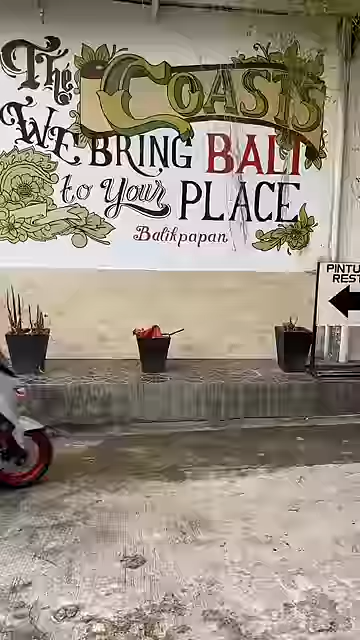 The COASTS
WE BRING BALI
to Your PLACE
Balikpapan
PINTU
REST